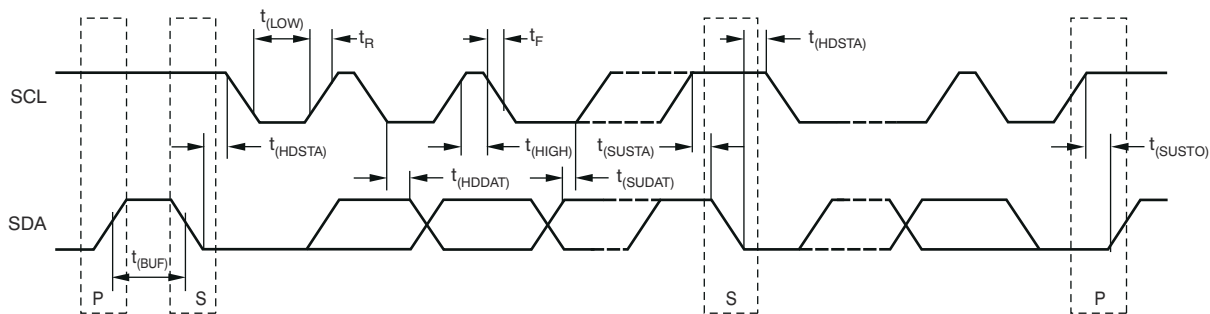 t(LOW)
tR
tF
t(HDSTA)
SCL
t(HDSTA)
t(HIGH)
t(SUSTA)
t(SUSTO)
t(HDDAT)
t(SUDAT)
SDA
t(BUF)
P
S
S
P